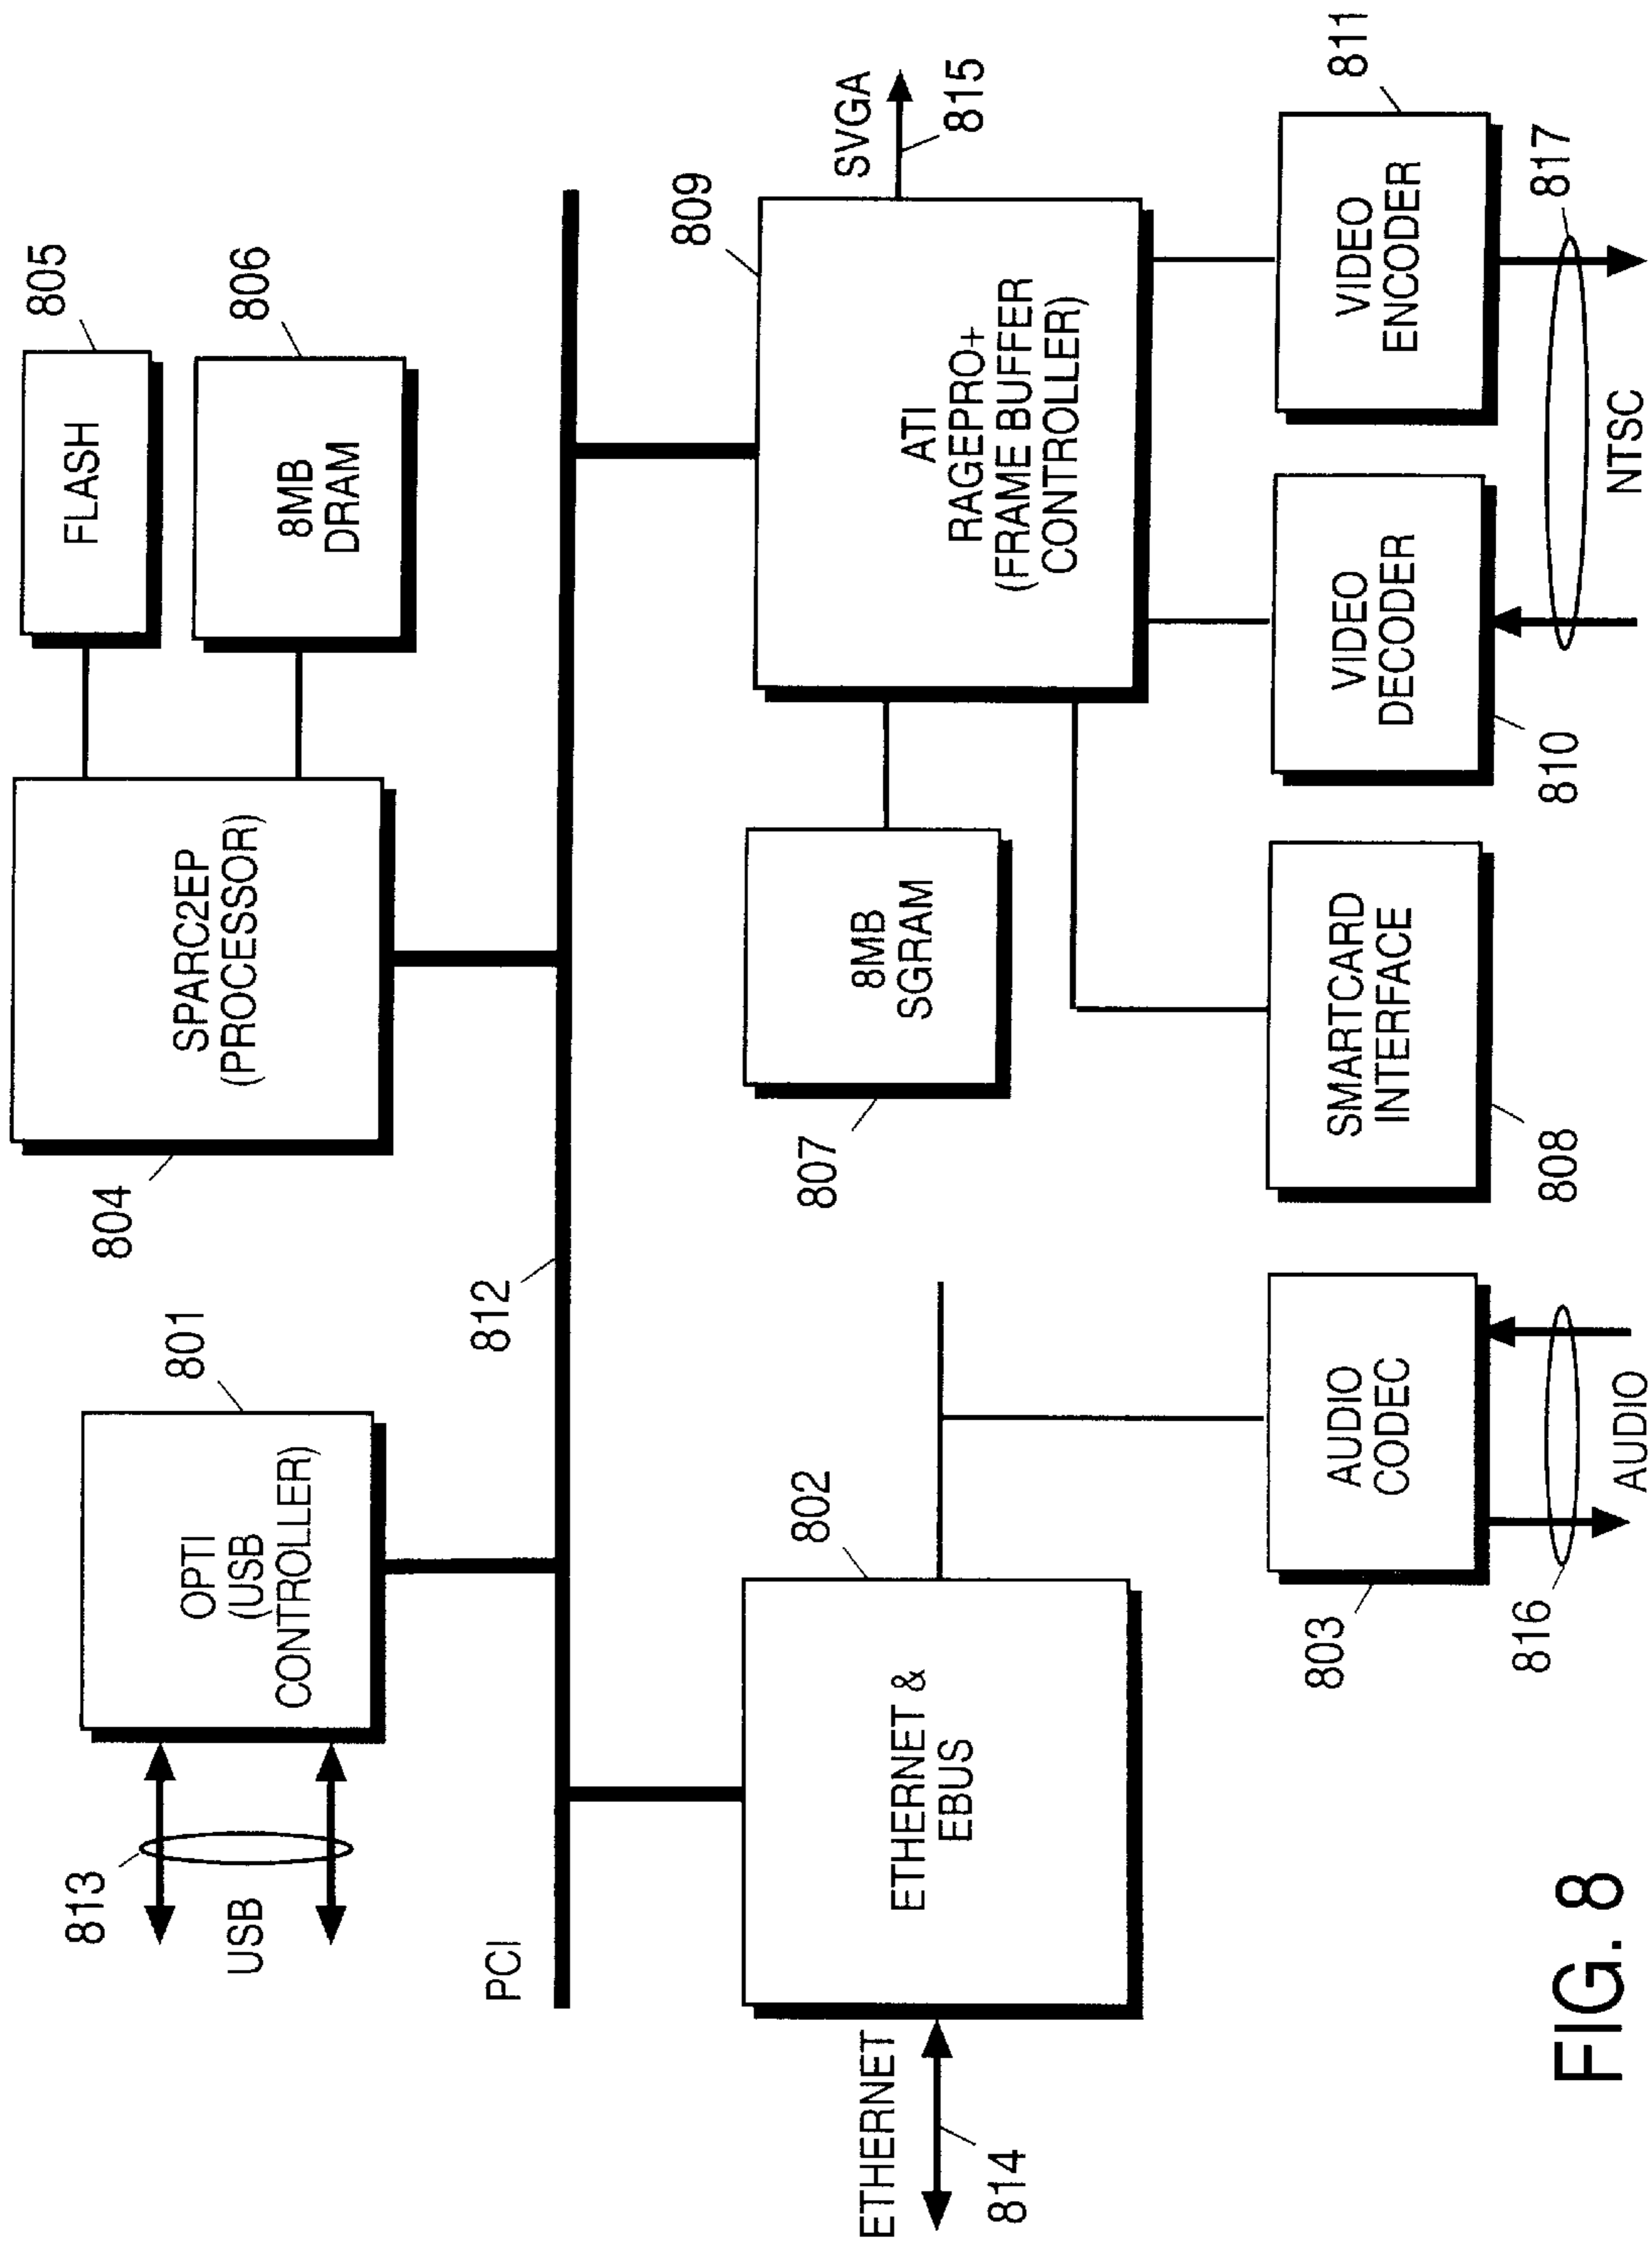 813
USB
OPTI
(USB
CONTROLLER)
801
804
SPARC2EP
(PROCESSOR)
FLASH
805
8MB
DRAM
806
PCI
812
ETHERNET
814
ETHERNET &
EBUS
802
807
8MB
SGRAM
ATI
RAGEPRO+
(FRAME BUFFER
CONTROLLER)
809
SVGA
815
803
AUDIO
CODEC
816
AUDIO
SMARTCARD
INTERFACE
808
VIDEO
DECODER
810
VIDEO
ENCODER
811
817
NTSC
FIG. 8